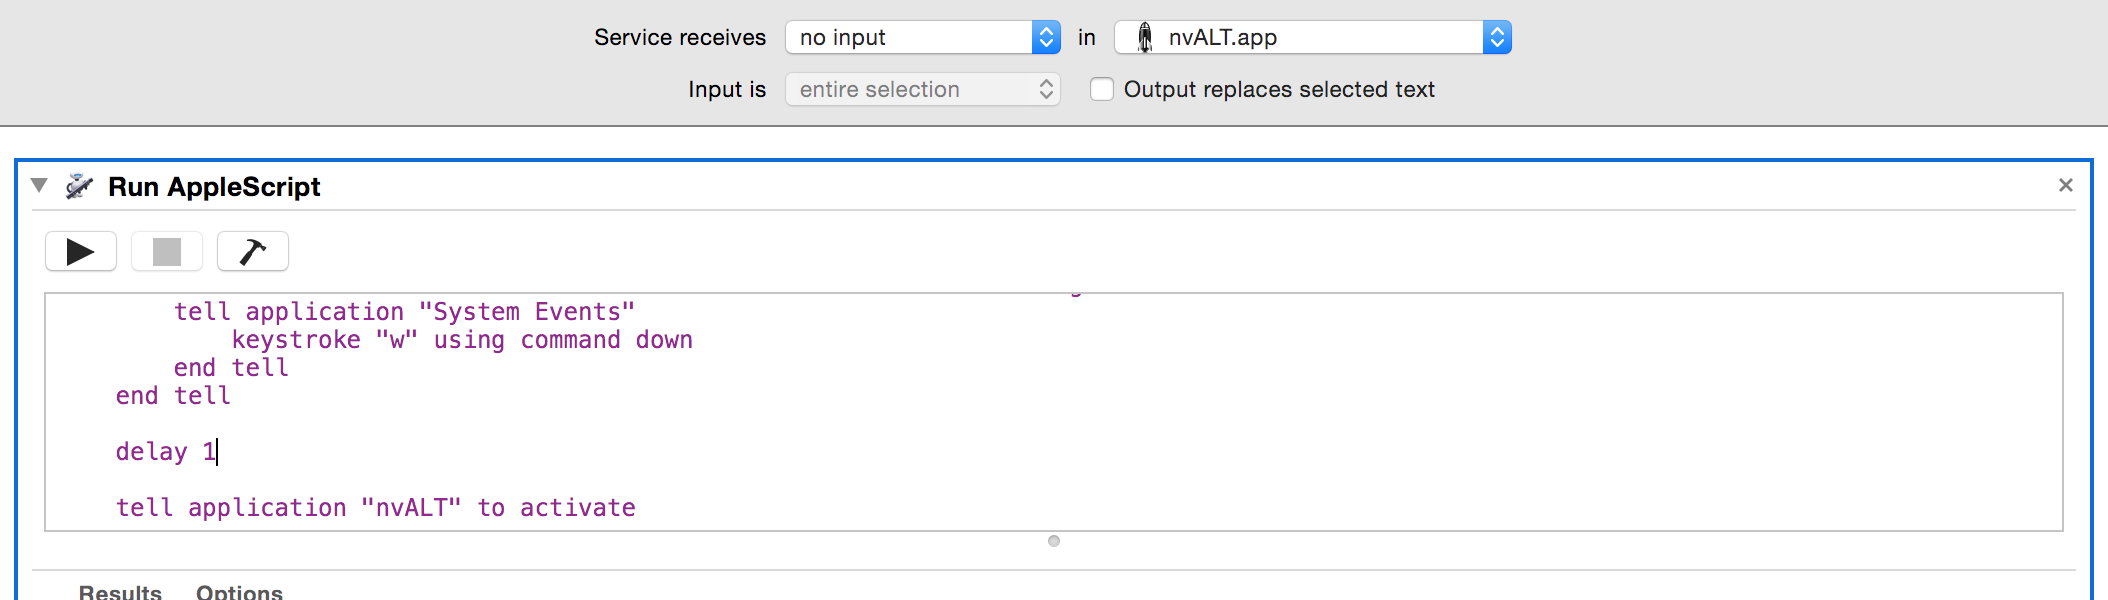 Service receives no input in nvALT.app
Input is entire selection Output replaces selected text
Run AppleScript
tell application "System Events"
keystroke "w" using command down
end tell
end tell
delay 1
tell application "nvALT" to activate
Results Options